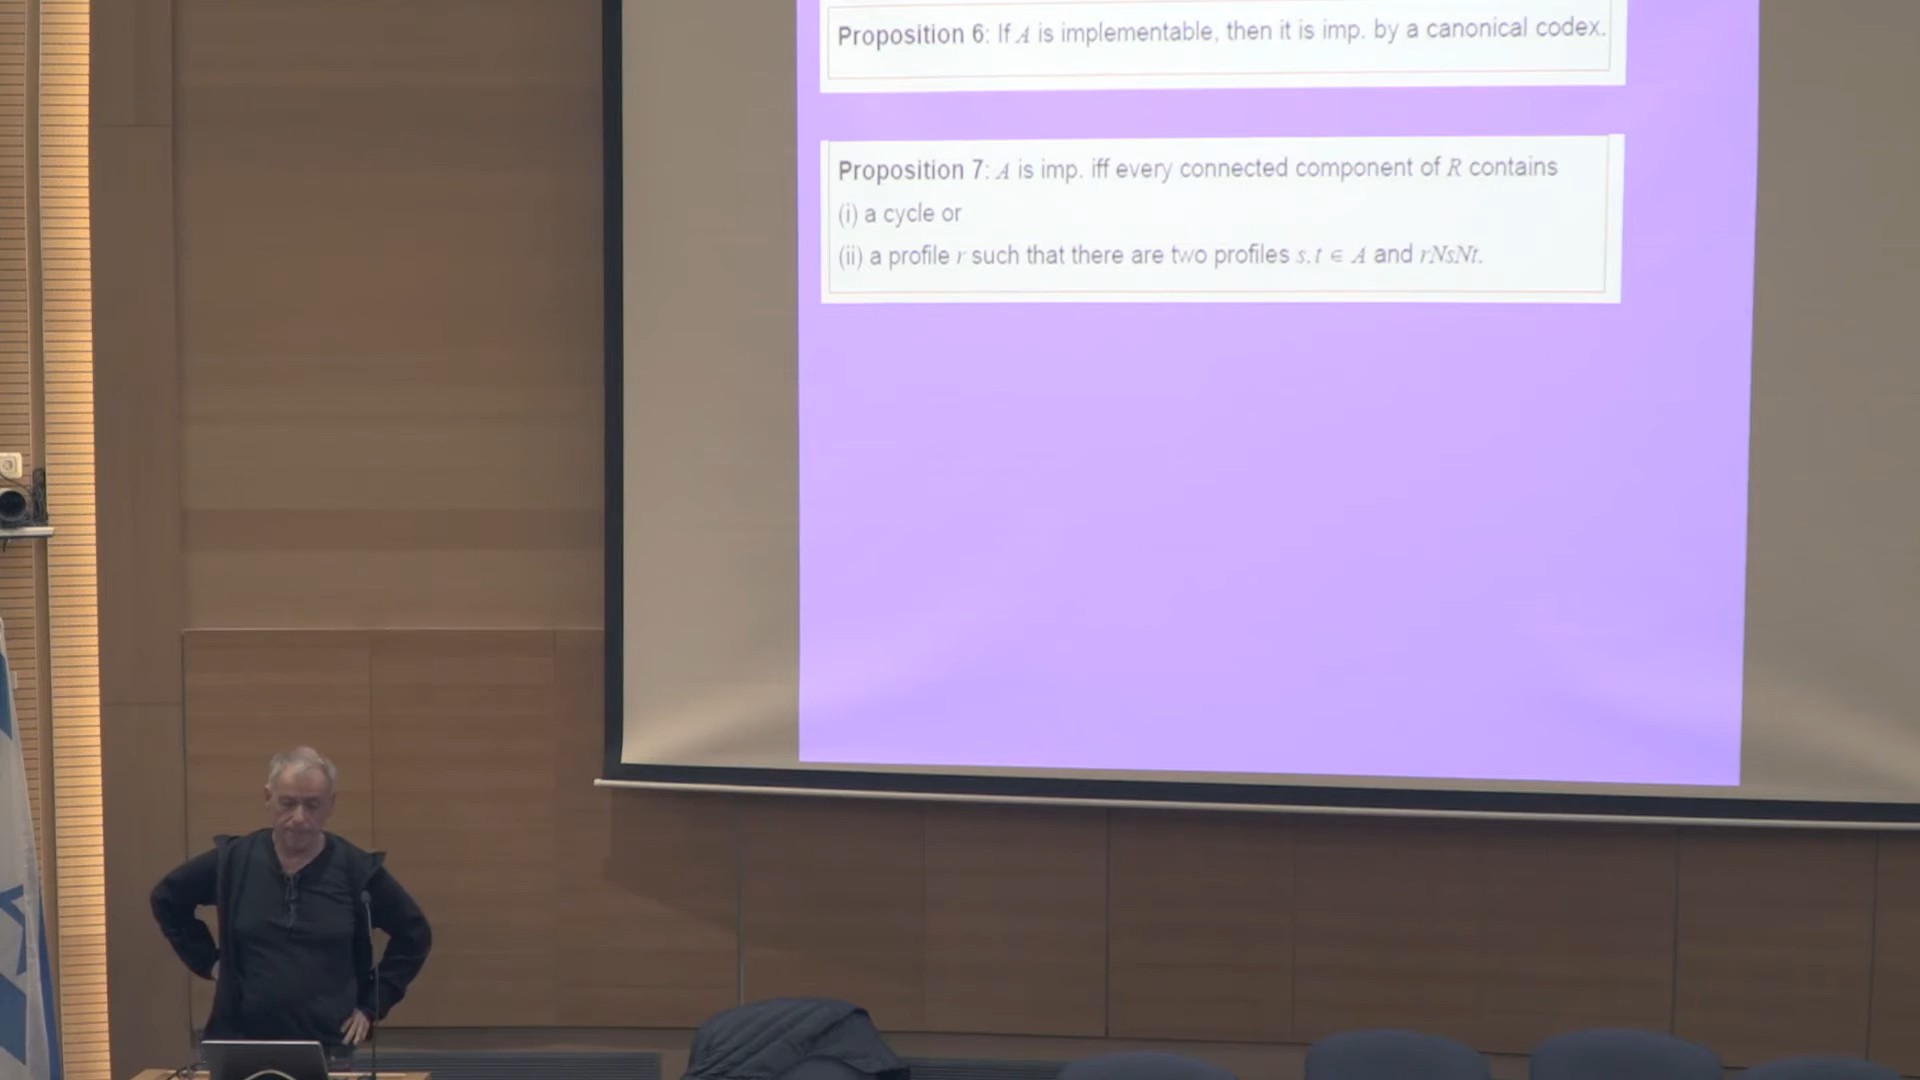 Proposition 6: If A is implementable, then it is imp. by a canonical codex.
Proposition 7: A is imp. iff every connected component of R contains
(i) a cycle or
(ii) a profile r such that there are two profiles s.t ∈ A and rNsNt.